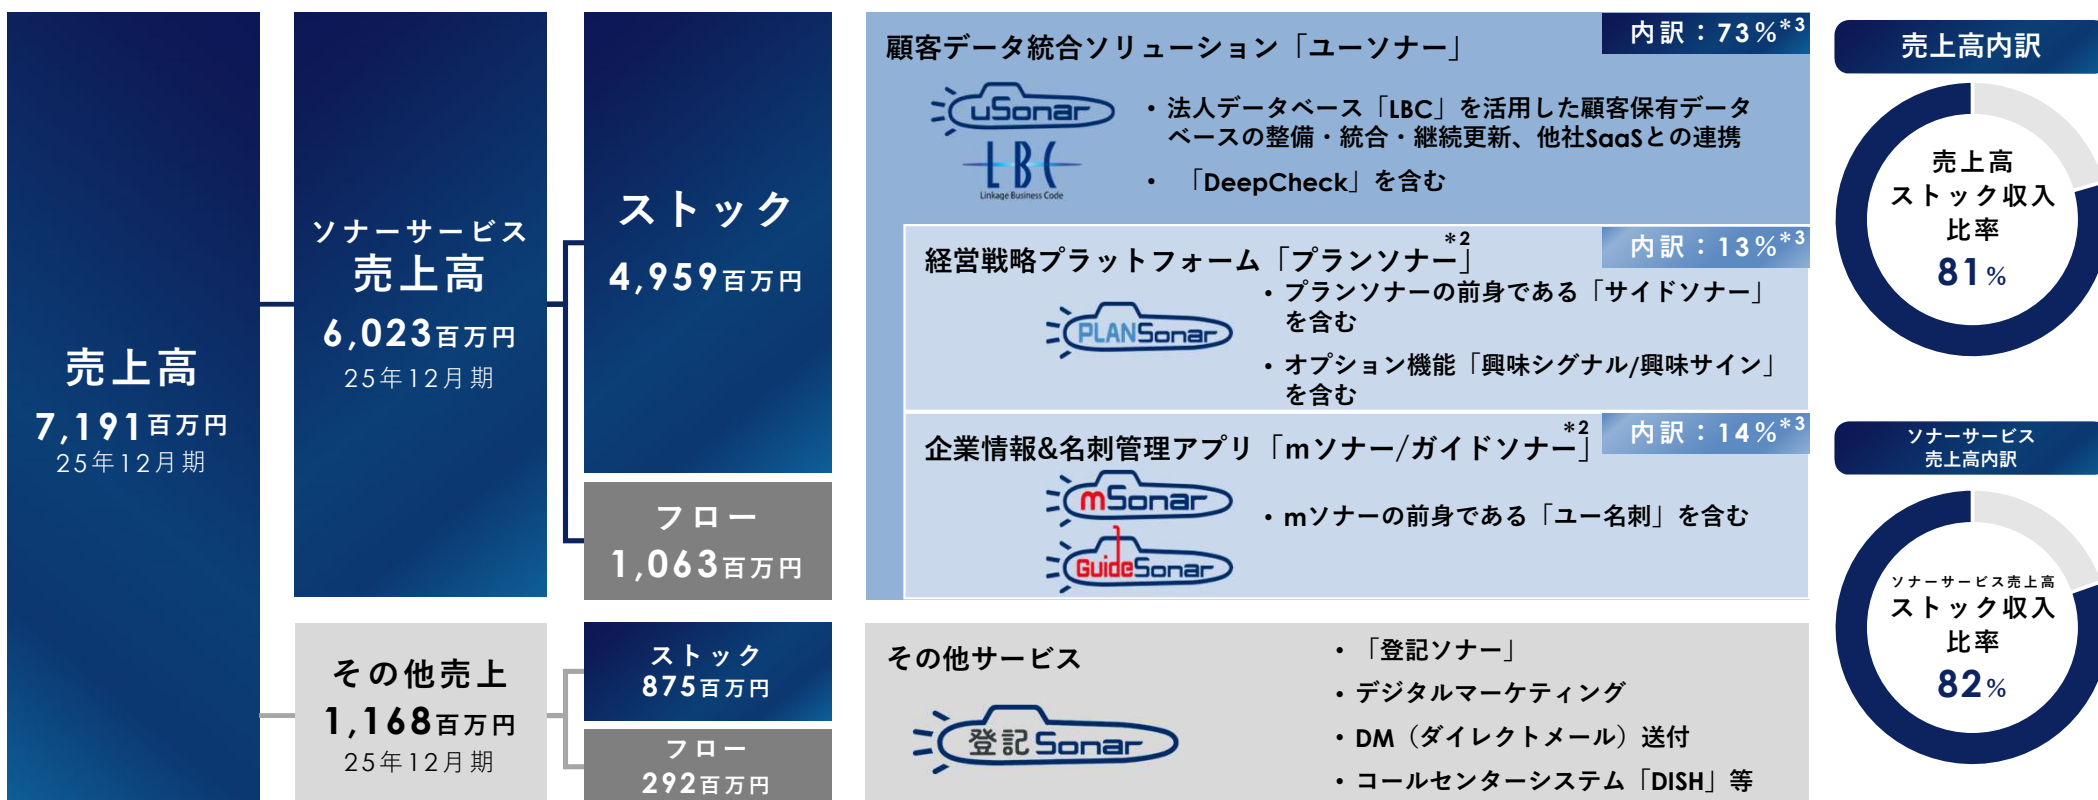 売上高
7,191百万円
25年12月期
ソナーサービス
売上高
6,023百万円
25年12月期
ストック
4,959百万円
フロー
1,063百万円
その他売上
1,168百万円
25年12月期
ストック
875百万円
フロー
292百万円
顧客データ統合ソリューション「ユーソナー」
内訳：73%*3
uSonar
LBC
Linkage Business Code
・法人データベース「LBC」を活用した顧客保有データ
ベースの整備・統合・継続更新、他社SaaSとの連携
・「DeepCheck」を含む
経営戦略プラットフォーム「プランソナー」*2
内訳：13%*3
PLANSonar
・プランソナーの前身である「サイドソナー」
を含む
・オプション機能「興味シグナル/興味サイン」
を含む
企業情報&名刺管理アプリ「mソナー/ガイドソナー」*2
内訳：14%*3
mSonar
GuideSonar
・mソナーの前身である「ユー名刺」を含む
その他サービス
登記Sonar
・「登記ソナー」
・デジタルマーケティング
・DM（ダイレクトメール）送付
・コールセンターシステム「DISH」等
売上高内訳
売上高
ストック収入
比率
81%
ソナーサービス
売上高内訳
ソナーサービス売上高
ストック収入
比率
82%